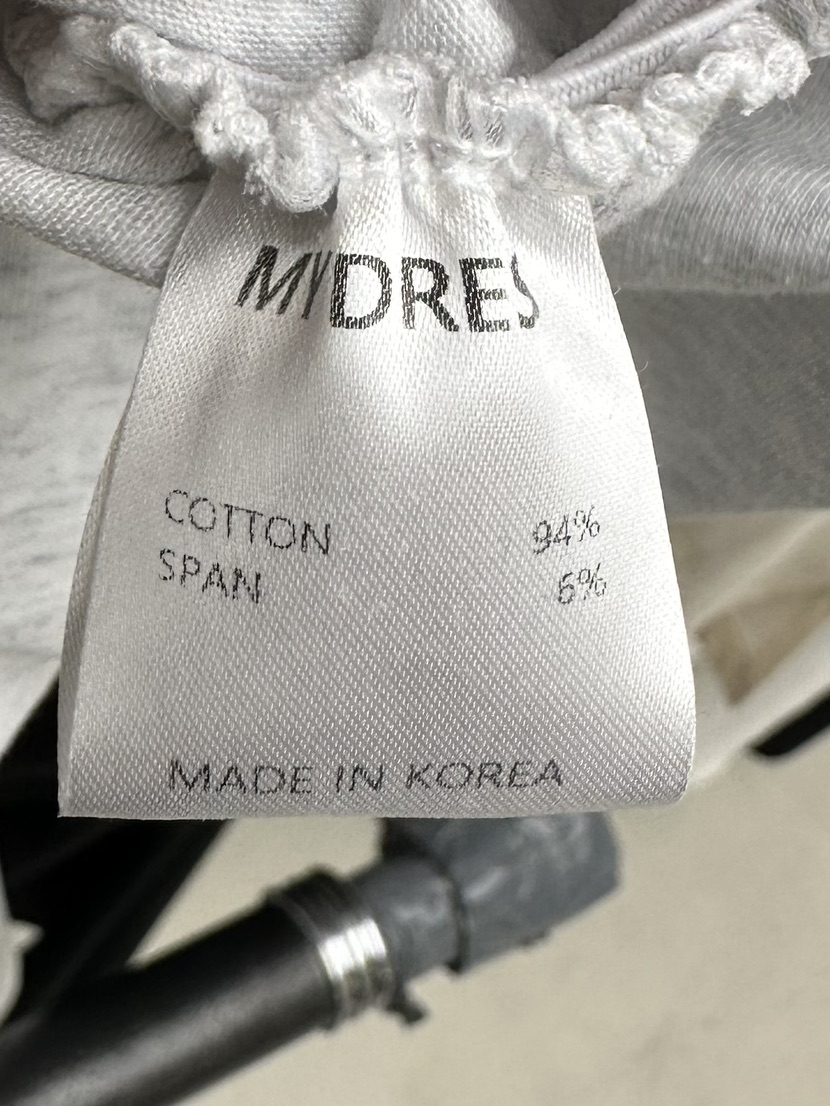 MYDRES
COTTON 94%
SPAN 6%
MADE IN KOREA